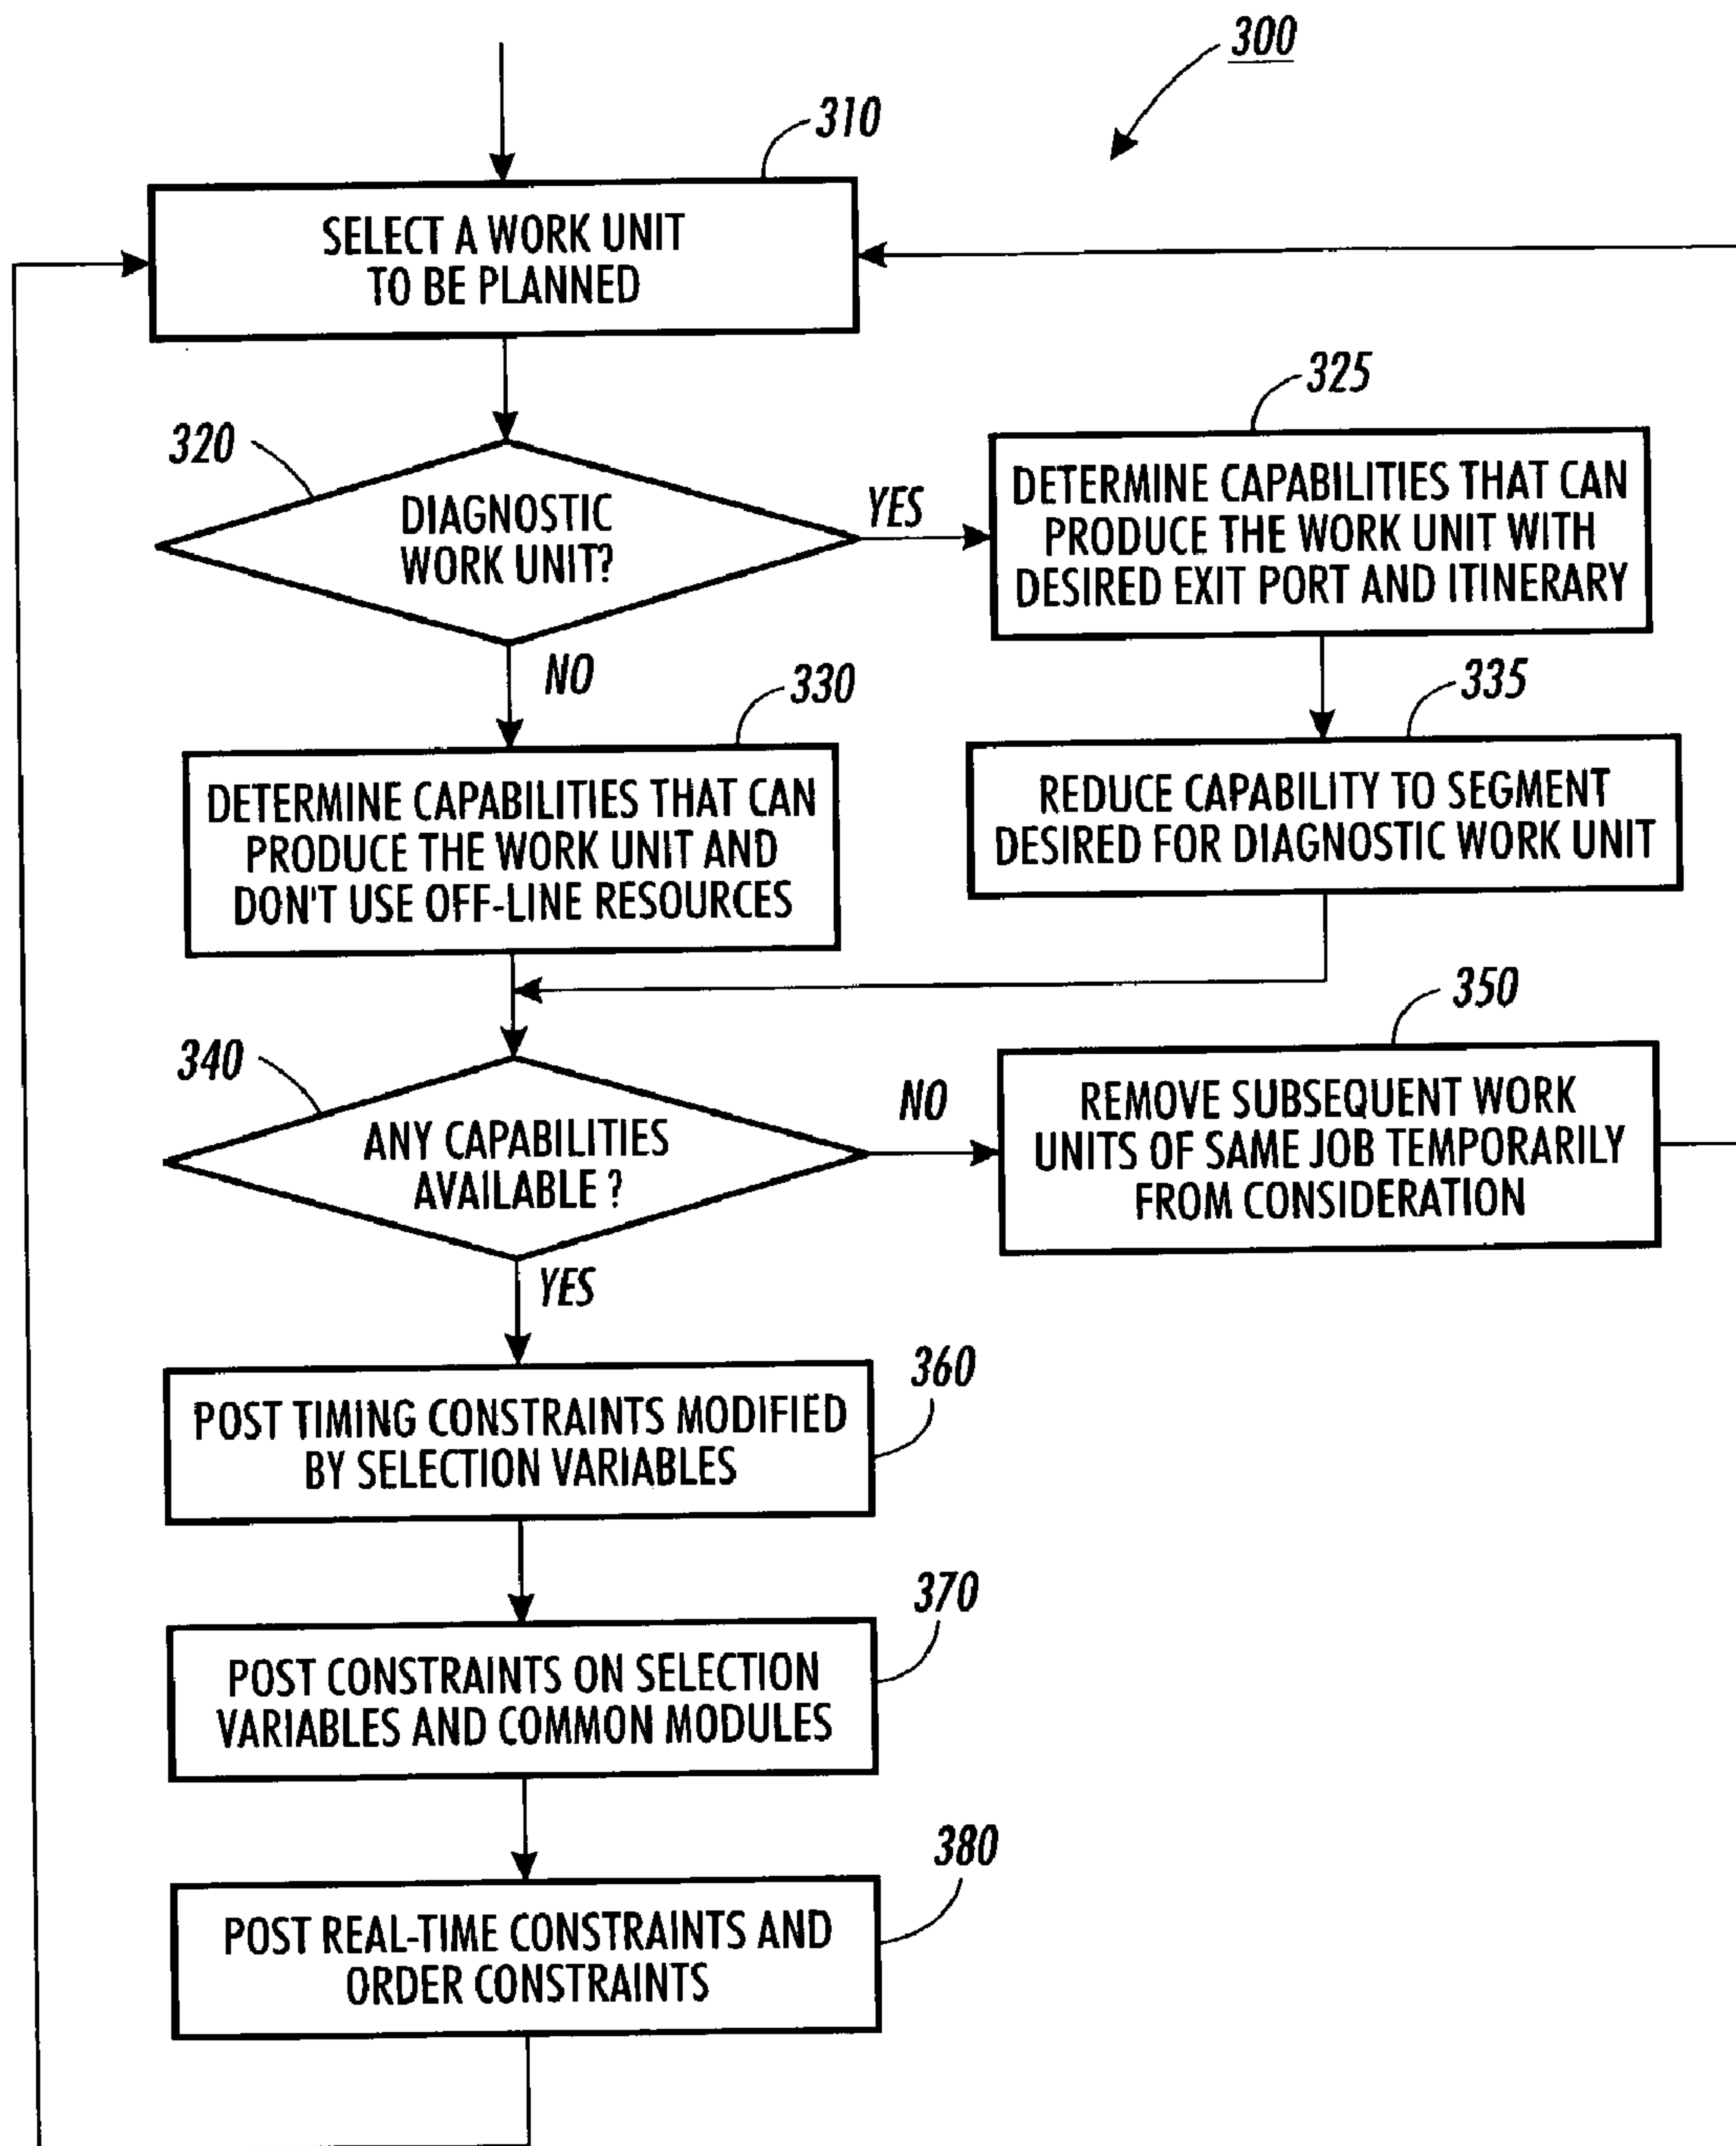 300
310
SELECT A WORK UNIT
TO BE PLANNED
320
DIAGNOSTIC
WORK UNIT?
YES
325
DETERMINE CAPABILITIES THAT CAN
PRODUCE THE WORK UNIT WITH
DESIRED EXIT PORT AND ITINERARY
NO
330
DETERMINE CAPABILITIES THAT CAN
PRODUCE THE WORK UNIT AND
DON'T USE OFF-LINE RESOURCES
335
REDUCE CAPABILITY TO SEGMENT
DESIRED FOR DIAGNOSTIC WORK UNIT
340
ANY CAPABILITIES
AVAILABLE ?
NO
350
REMOVE SUBSEQUENT WORK
UNITS OF SAME JOB TEMPORARILY
FROM CONSIDERATION
YES
360
POST TIMING CONSTRAINTS MODIFIED
BY SELECTION VARIABLES
370
POST CONSTRAINTS ON SELECTION
VARIABLES AND COMMON MODULES
380
POST REAL-TIME CONSTRAINTS AND
ORDER CONSTRAINTS